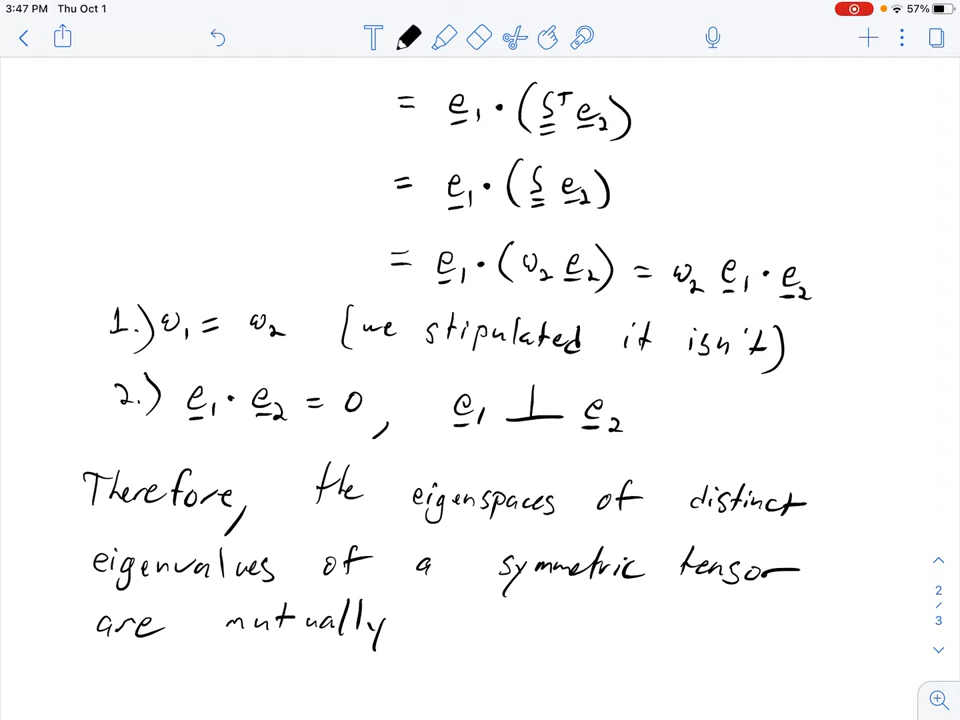 3:47 PM Thu Oct 1
57%
= e₁ · (Sᵀ e₂)
= e₁ · (S e₂)
= e₁ · (ω₂ e₂) = ω₂ e₁ · e₂
1.) ω₁ = ω₂ (we stipulated it isn't)
2.) e₁ · e₂ = 0, e₁ ⊥ e₂
Therefore, the eigenspaces of distinct
eigenvalues of a symmetric tensor
are mutually
2
/
3